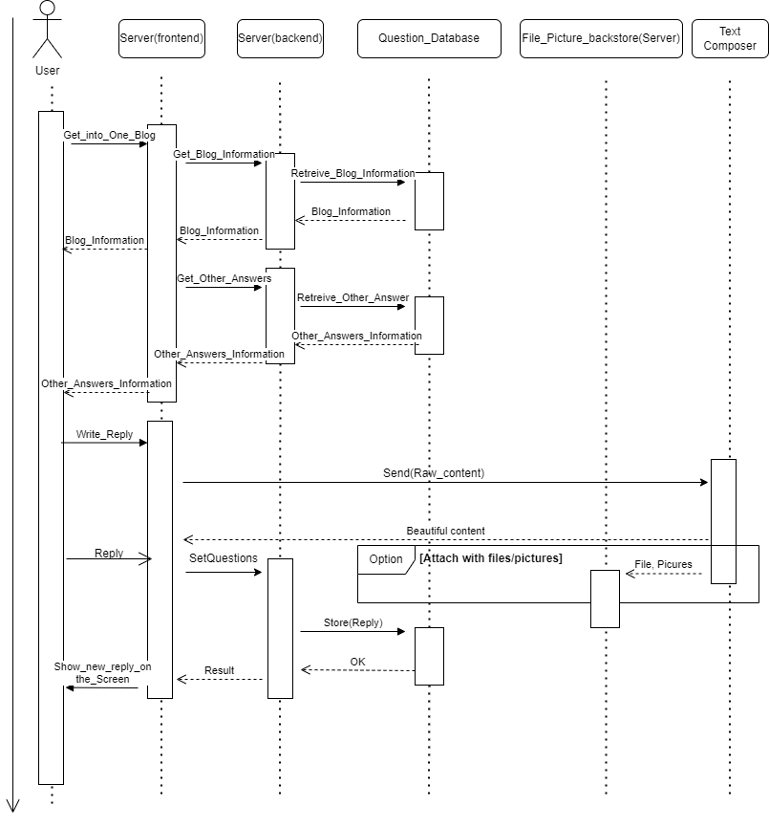 User
Server(frontend)
Server(backend)
Question_Database
File_Picture_backstore(Server)
Text
Composer
Get_into_One_Blog
Get_Blog_Information
Retreive_Blog_Information
Blog_Information
Blog_Information
Blog_Information
Get_Other_Answers
Retreive_Other_Answer
Other_Answers_Information
Other_Answers_Information
Other_Answers_Information
Write_Reply
Send(Raw_content)
Beautiful content
Reply
SetQuestions
Option
[Attach with files/pictures]
File, Picures
Store(Reply)
OK
Result
Show_new_reply_on
the_Screen